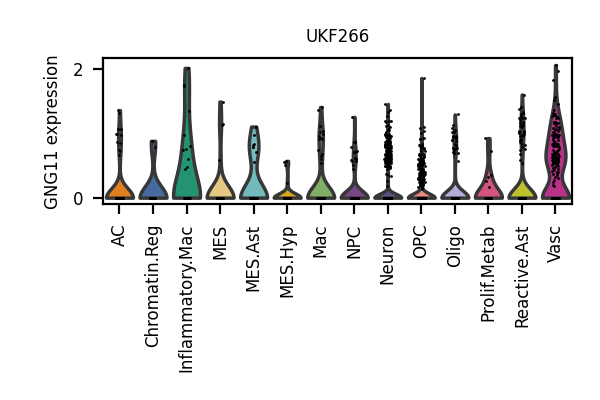 UKF266
GNG11 expression
2
0
AC
Chromatin.Reg
Inflammatory.Mac
MES
MES.Ast
MES.Hyp
Mac
NPC
Neuron
OPC
Oligo
Prolif.Metab
Reactive.Ast
Vasc